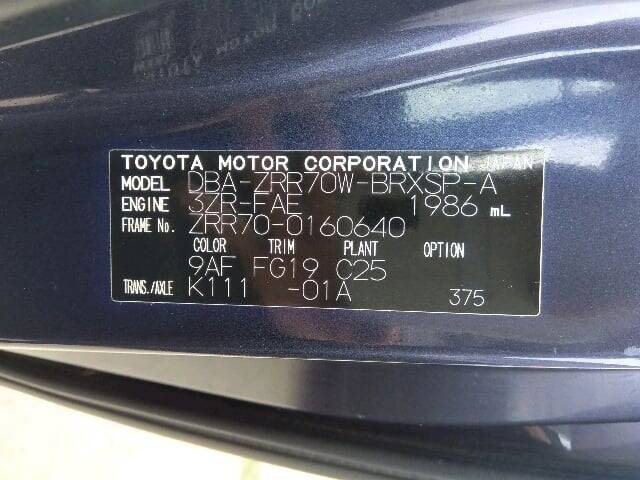 TOYOTA MOTOR CORPORATION JAPAN
MODEL DBA-ZRR70W-BRXSP-A
ENGINE 3ZR-FAE 1986 mL
FRAME No. ZRR70-0160640
COLOR TRIM PLANT OPTION
9AF FG19 C25
TRANS./AXLE K111 -01A 375